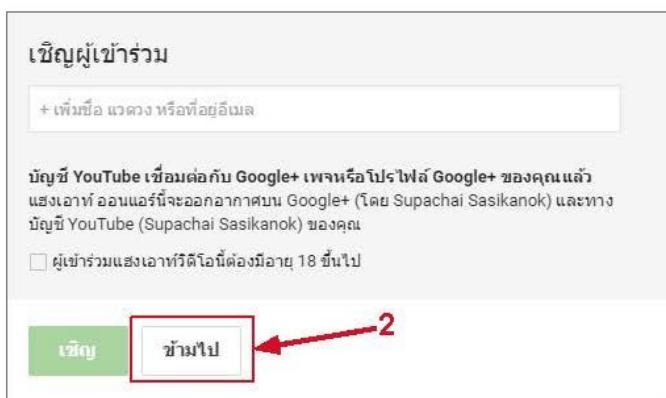 เชิญผู้เข้าร่วม
+ เพิ่มชื่อ แวดวง หรือที่อยู่อีเมล
บัญชี YouTube เชื่อมต่อกับ Google+ เพจหรือโปรไฟล์ Google+ ของคุณแล้ว
แฮงเอาท์ ออนแอร์นี้จะออกอากาศบน Google+ (โดย Supachai Sasikanok) และทาง
บัญชี YouTube (Supachai Sasikanok) ของคุณ
ผู้เข้าร่วมแฮงเอาท์วิดีโอนี้ต้องมีอายุ 18 ขึ้นไป
2
เชิญ ข้ามไป